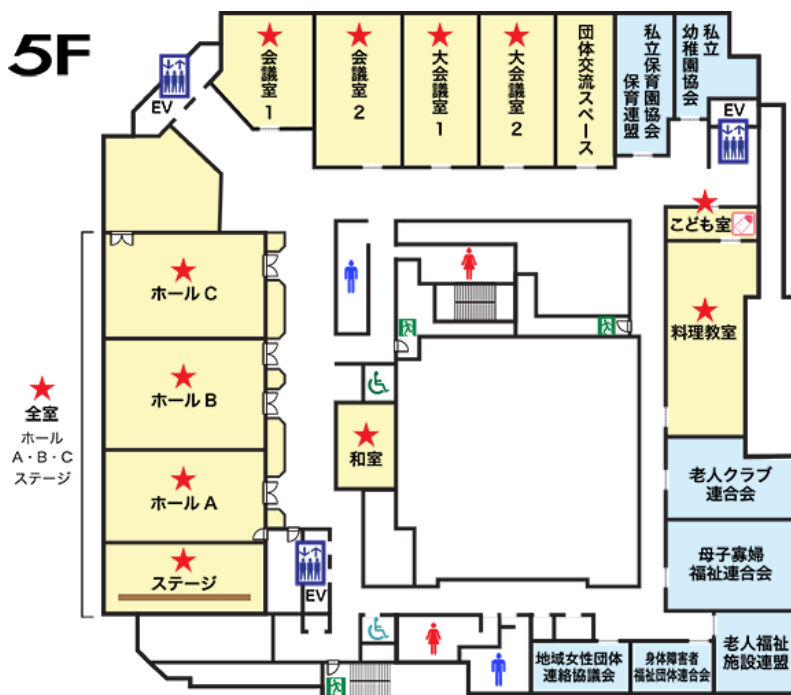 5F
EV
会議室
1
会議室
2
大会議室
1
大会議室
2
団体交流スペース
私立保育園協会
保育連盟
私立
幼稚園協会
EV
こども室
料理教室
ホールC
ホールB
ホールA
ステージ
全室
ホール
A・B・C
ステージ
和室
EV
老人クラブ
連合会
母子寡婦
福祉連合会
老人福祉
施設連盟
地域女性団体
連絡協議会
身体障害者
福祉団体連合会